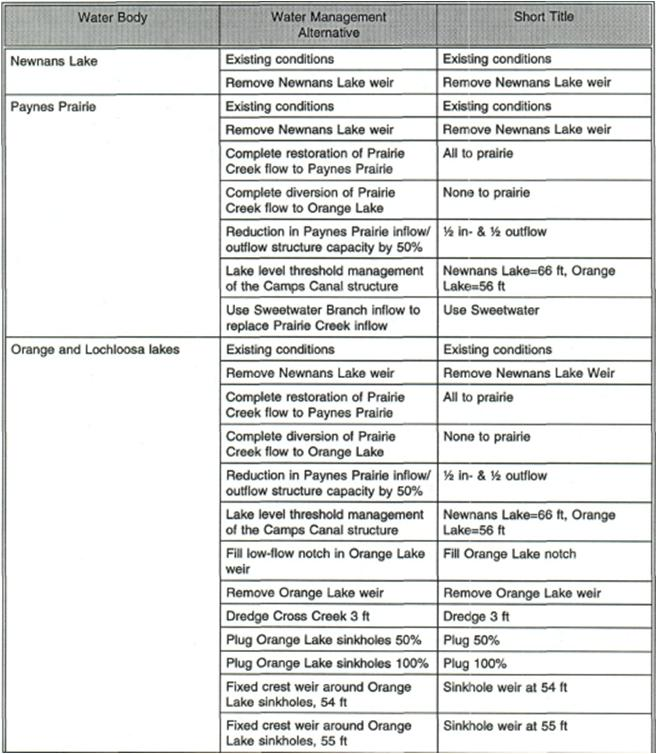 Water Body
Water Management
Alternative
Short Title
Newnans Lake
Existing conditions
Existing conditions
Remove Newnans Lake weir
Remove Newnans Lake weir
Paynes Prairie
Existing conditions
Existing conditions
Remove Newnans Lake weir
Remove Newnans Lake weir
Complete restoration of Prairie
Creek flow to Paynes Prairie
All to prairie
Complete diversion of Prairie
Creek flow to Orange Lake
None to prairie
Reduction in Paynes Prairie inflow/
outflow structure capacity by 50%
½ in- & ½ outflow
Lake level threshold management
of the Camps Canal structure
Newnans Lake=66 ft, Orange
Lake=56 ft
Use Sweetwater Branch inflow to
replace Prairie Creek inflow
Use Sweetwater
Orange and Lochloosa lakes
Existing conditions
Existing conditions
Remove Newnans Lake weir
Remove Newnans Lake Weir
Complete restoration of Prairie
Creek flow to Paynes Prairie
All to prairie
Complete diversion of Prairie
Creek flow to Orange Lake
None to prairie
Reduction in Paynes Prairie inflow/
outflow structure capacity by 50%
½ in- & ½ outflow
Lake level threshold management
of the Camps Canal structure
Newnans Lake=66 ft, Orange
Lake=56 ft
Fill low-flow notch in Orange Lake
weir
Fill Orange Lake notch
Remove Orange Lake weir
Remove Orange Lake weir
Dredge Cross Creek 3 ft
Dredge 3 ft
Plug Orange Lake sinkholes 50%
Plug 50%
Plug Orange Lake sinkholes 100%
Plug 100%
Fixed crest weir around Orange
Lake sinkholes, 54 ft
Sinkhole weir at 54 ft
Fixed crest weir around Orange
Lake sinkholes, 55 ft
Sinkhole weir at 55 ft